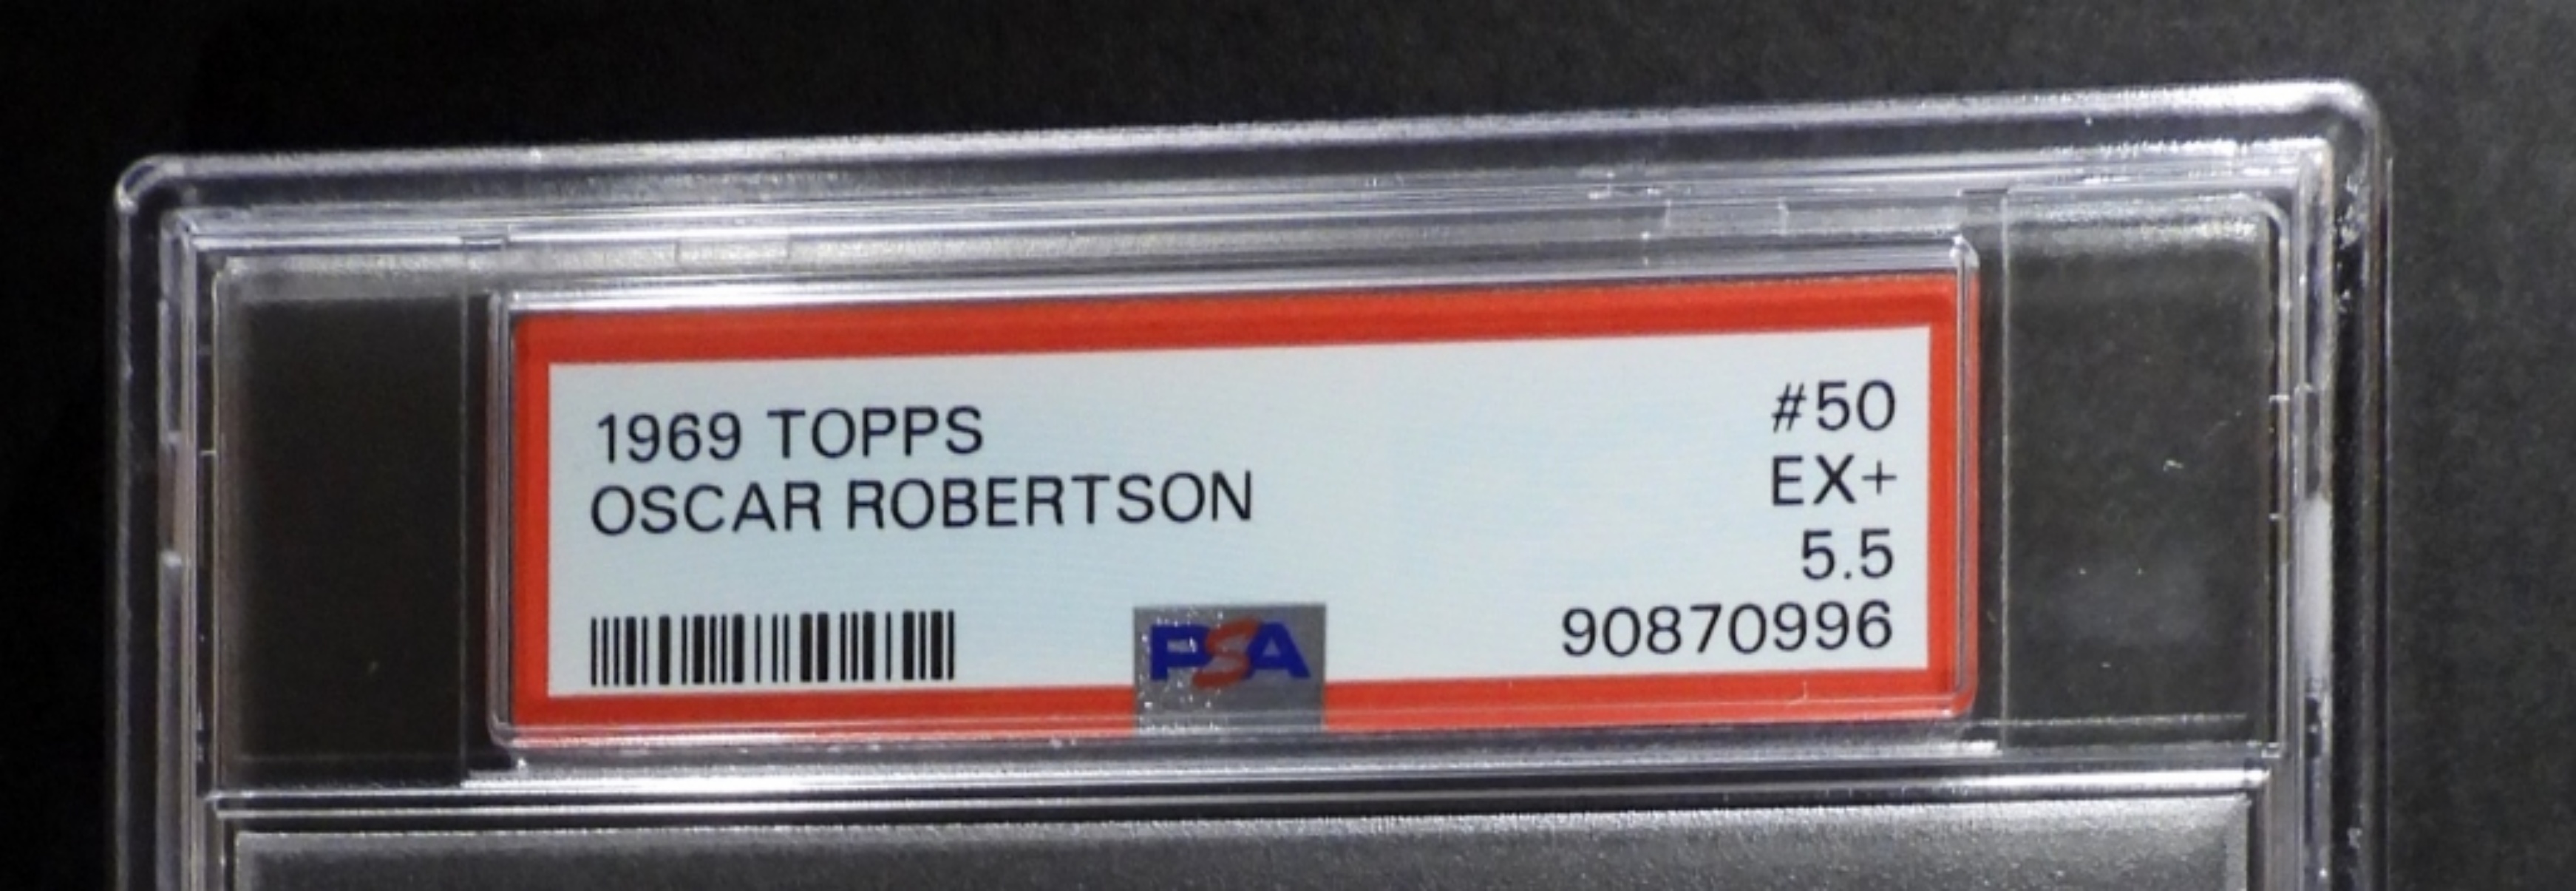 1969 TOPPS
OSCAR ROBERTSON
#50
EX+
5.5
90870996
PSA